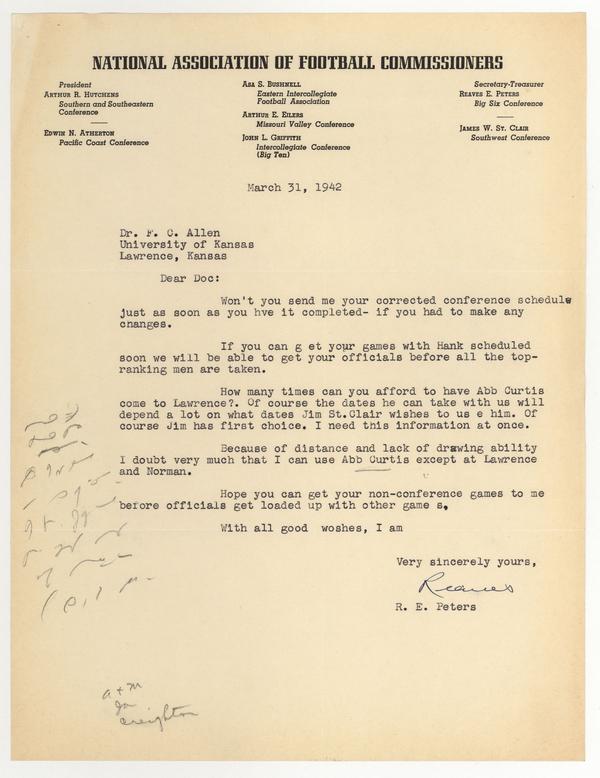 NATIONAL ASSOCIATION OF FOOTBALL COMMISSIONERS
President
ARTHUR R. HUTCHENS
Southern and Southeastern
Conference
EDWIN N. ATHERTON
Pacific Coast Conference
ASA S. BUSHNELL
Eastern Intercollegiate
Football Association
ARTHUR E. EILERS
Missouri Valley Conference
JOHN L. GRIFFITH
Intercollegiate Conference
(Big Ten)
Secretary-Treasurer
REAVES E. PETERS
Big Six Conference
JAMES W. ST. CLAIR
Southwest Conference
March 31, 1942
Dr. F. C. Allen
University of Kansas
Lawrence, Kansas
Dear Doc:
Won't you send me your corrected conference schedule
just as soon as you hve it completed- if you had to make any
changes.
If you can g et your games with Hank scheduled
soon we will be able to get your officials before all the top-
ranking men are taken.
How many times can you afford to have Abb Curtis
come to Lawrence?. Of course the dates he can take with us will
depend a lot on what dates Jim St.Clair wishes to us e him. Of
course Jim has first choice. I need this information at once.
Because of distance and lack of drawing ability
I doubt very much that I can use Abb Curtis except at Lawrence
and Norman.
Hope you can get your non-conference games to me
before officials get loaded up with other game s.
With all good woshes, I am
Very sincerely yours,
Reaves
R. E. Peters
a + m
Creighton